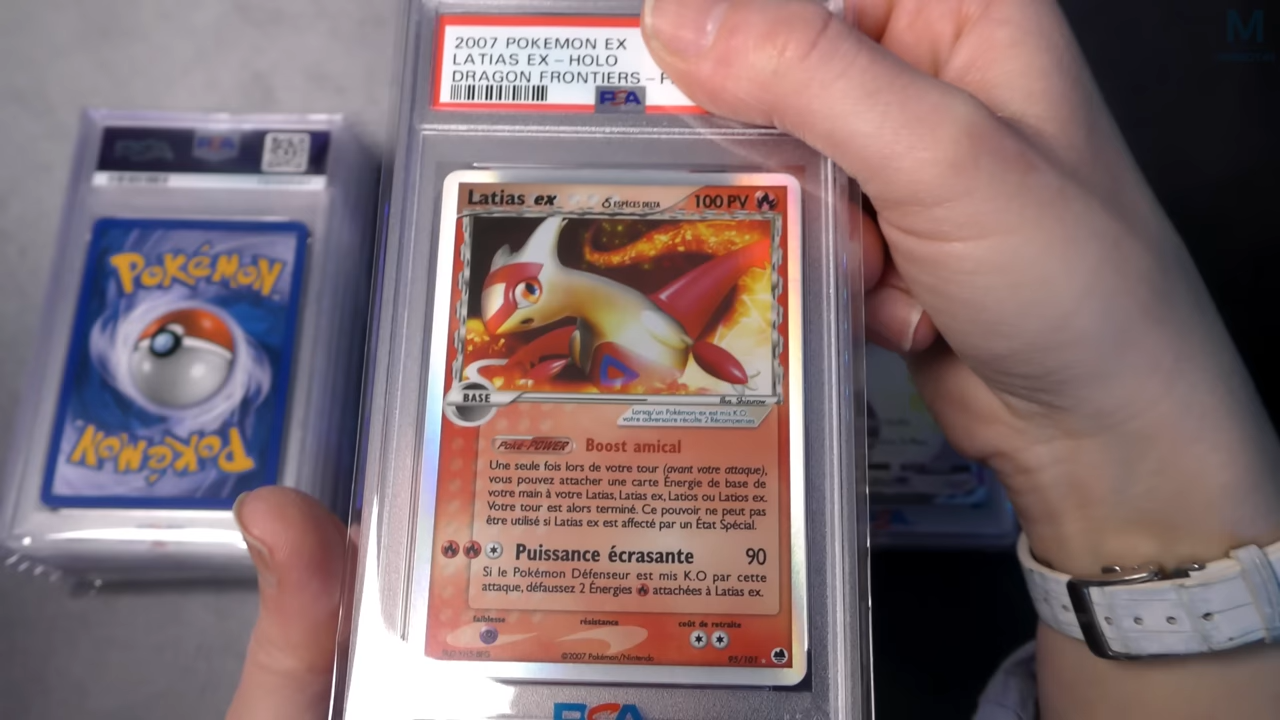 M
2007 POKEMON EX
LATIAS EX - HOLO
DRAGON FRONTIERS - F
PSA
PSA
Latias ex δ ESPÈCES DELTA 100 PV
BASE
Illus. Shizurow
Lorsqu'un Pokémon-ex est mis K.O.
votre adversaire récolte 2 Récompenses
Poké-POWER Boost amical
Une seule fois lors de votre tour (avant votre attaque),
vous pouvez attacher une carte Énergie de base de
votre main à votre Latias, Latias ex, Latios ou Latios ex.
Votre tour est alors terminé. Ce pouvoir ne peut pas
être utilisé si Latias ex est affecté par un État Spécial.
Puissance écrasante 90
Si le Pokémon Défenseur est mis K.O par cette
attaque, défaussez 2 Énergies attachées à Latias ex.
faiblesse résistance coût de retraite
©2007 Pokémon/Nintendo 95/101
PSA
PSA
POKéMON
POKéMON
PSA